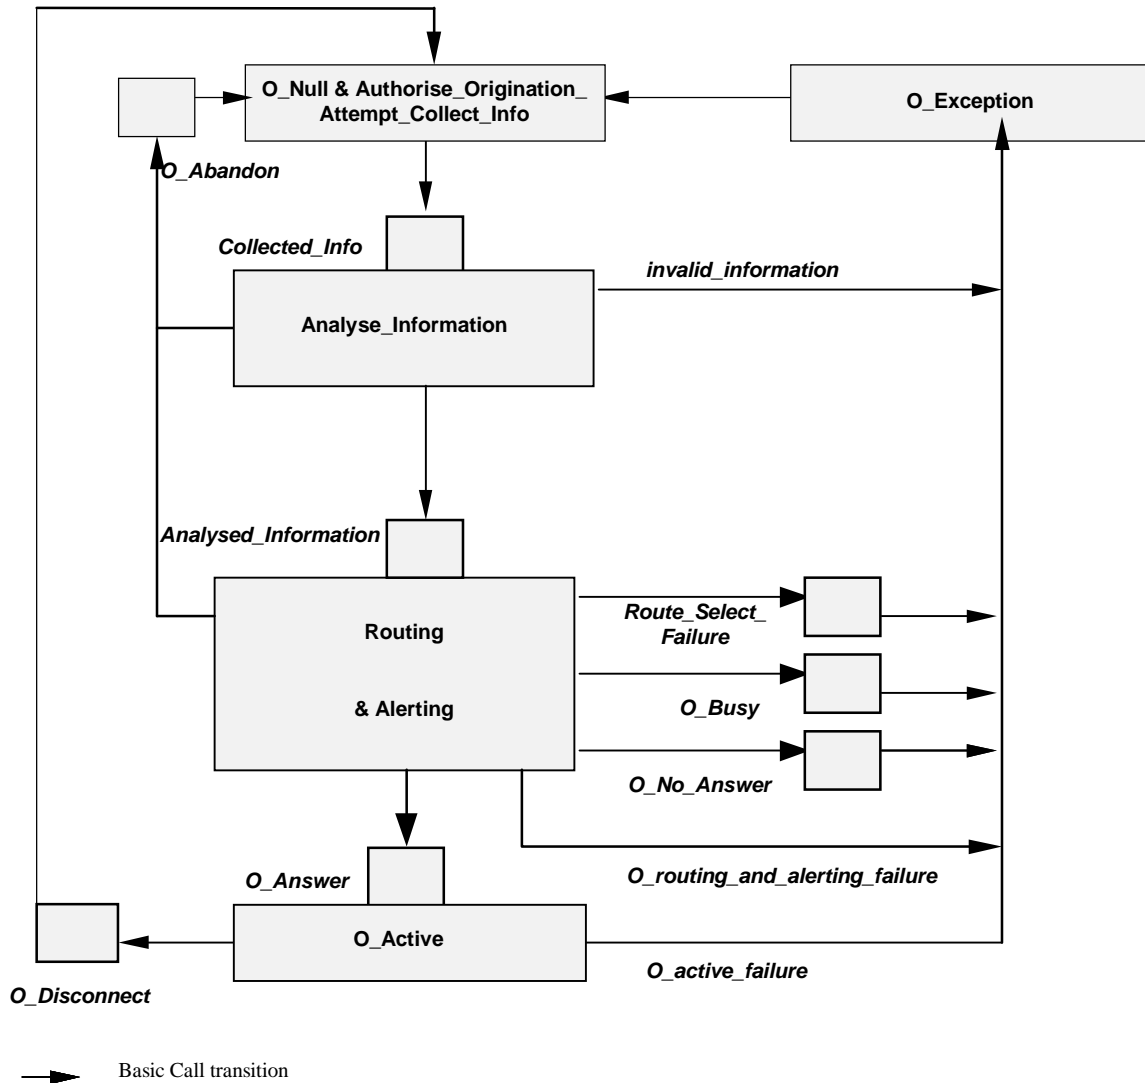 O_Null & Authorise_Origination_
Attempt_Collect_Info
O_Exception
O_Abandon
Collected_Info
invalid_information
Analyse_Information
Analysed_Information
Routing
& Alerting
Route_Select_
Failure
O_Busy
O_No_Answer
O_Answer
O_routing_and_alerting_failure
O_Active
O_active_failure
O_Disconnect
Basic Call transition